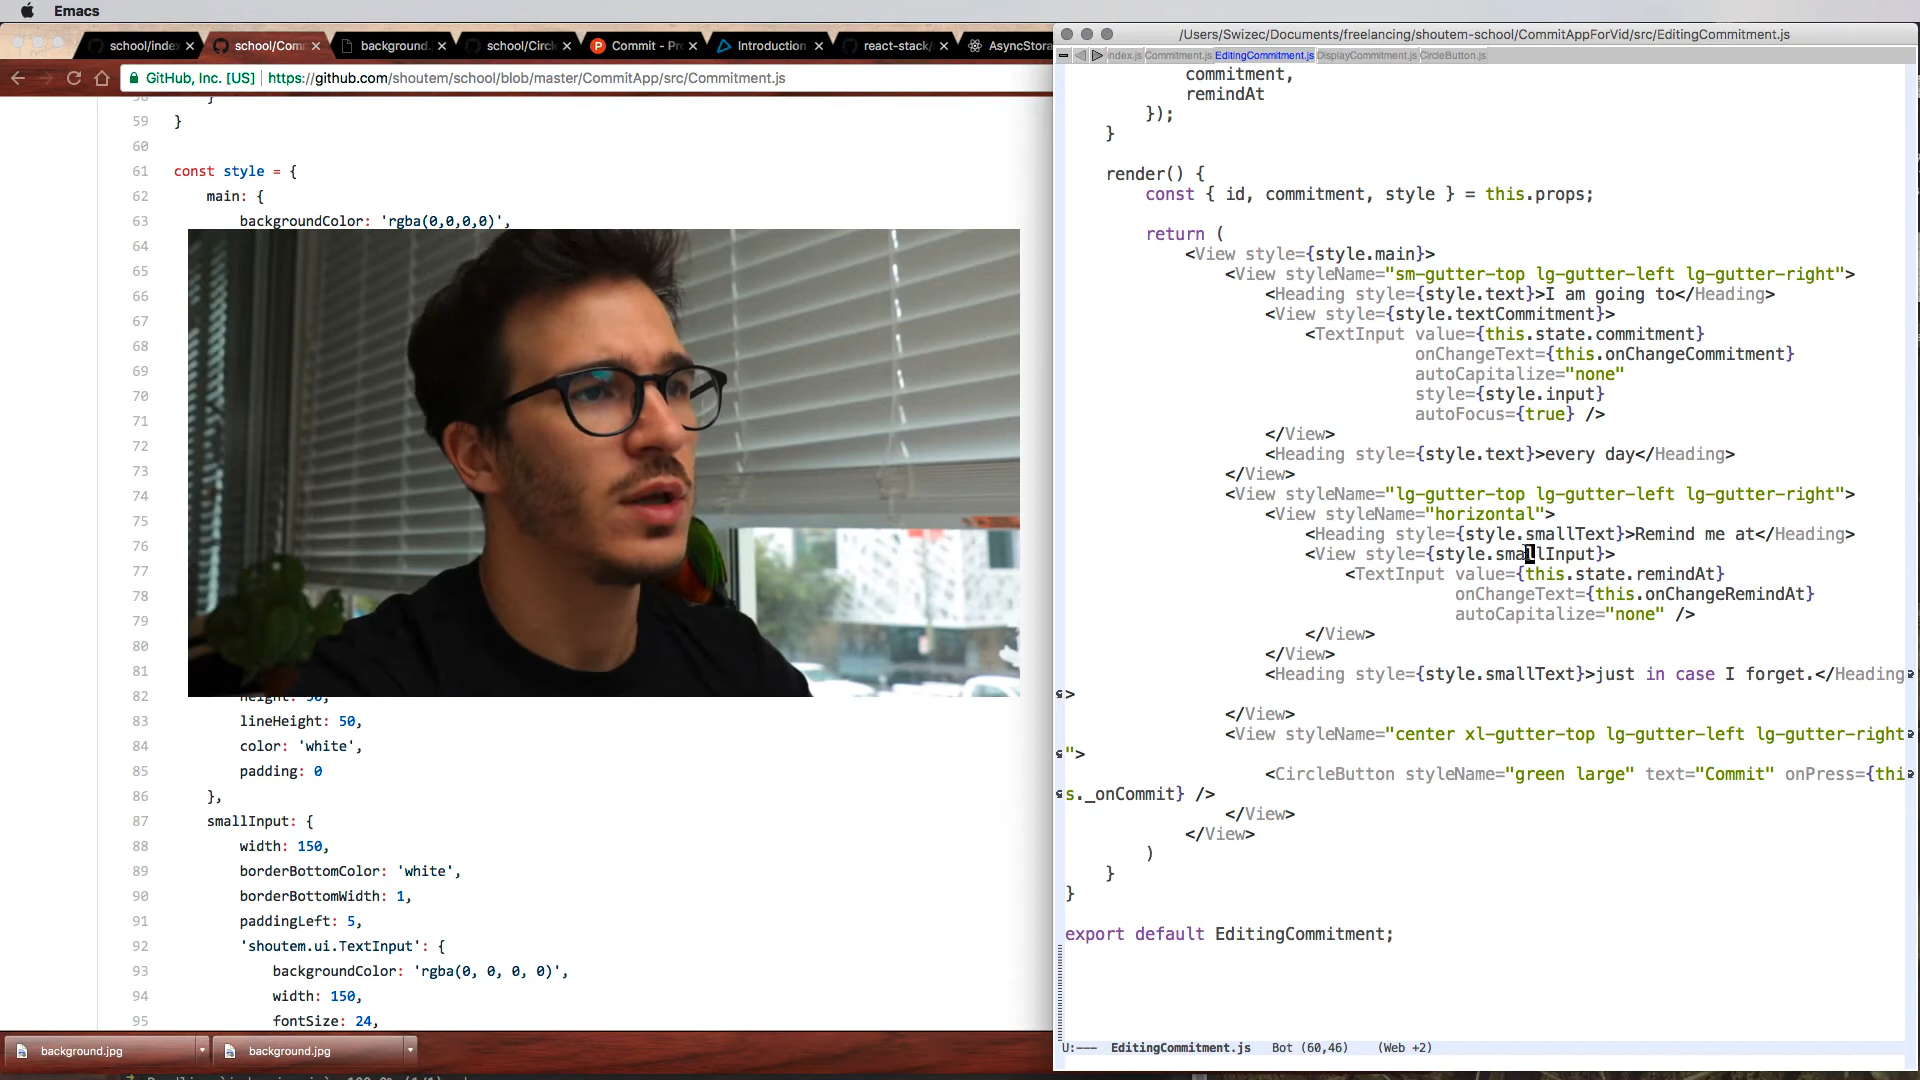 Emacs
school/index
school/Com
background.
school/Circ
Commit - Pr
Introduction
react-stack/
AsyncStora
GitHub, Inc. [US]
https://github.com/shoutem/school/blob/master/CommitApp/src/Commitment.js
59 }
60
61 const style = {
62 main: {
63 backgroundColor: 'rgba(0,0,0,0)',
64
65
66
67
68
69
70
71
72
73
74
75
76
77
78
79
80
81
82
83 lineHeight: 50,
84 color: 'white',
85 padding: 0
86 },
87 smallInput: {
88 width: 150,
89 borderBottomColor: 'white',
90 borderBottomWidth: 1,
91 paddingLeft: 5,
92 'shoutem.ui.TextInput': {
93 backgroundColor: 'rgba(0, 0, 0, 0)',
94 width: 150,
95 fontSize: 24,
background.jpg
background.jpg
/Users/Swizec/Documents/freelancing/shoutem-school/CommitAppForVid/src/EditingCommitment.js
index.js Commitment.js EditingCommitment.js DisplayCommitment.js CircleButton.js
commitment,
remindAt
});
}
render() {
const { id, commitment, style } = this.props;
return (
<View style={style.main}>
<View styleName="sm-gutter-top lg-gutter-left lg-gutter-right">
<Heading style={style.text}>I am going to</Heading>
<View style={style.textCommitment}>
<TextInput value={this.state.commitment}
onChangeText={this.onChangeCommitment}
autoCapitalize="none"
style={style.input}
autoFocus={true} />
</View>
<Heading style={style.text}>every day</Heading>
</View>
<View styleName="lg-gutter-top lg-gutter-left lg-gutter-right">
<View styleName="horizontal">
<Heading style={style.smallText}>Remind me at</Heading>
<View style={style.smallInput}>
<TextInput value={this.state.remindAt}
onChangeText={this.onChangeRemindAt}
autoCapitalize="none" />
</View>
</View>
<Heading style={style.smallText}>just in case I forget.</Heading
>
</View>
<View styleName="center xl-gutter-top lg-gutter-left lg-gutter-right
">
<CircleButton styleName="green large" text="Commit" onPress={thi
s._onCommit} />
</View>
</View>
)
}
}
export default EditingCommitment;
U:--- EditingCommitment.js Bot (60,46) (Web +2)